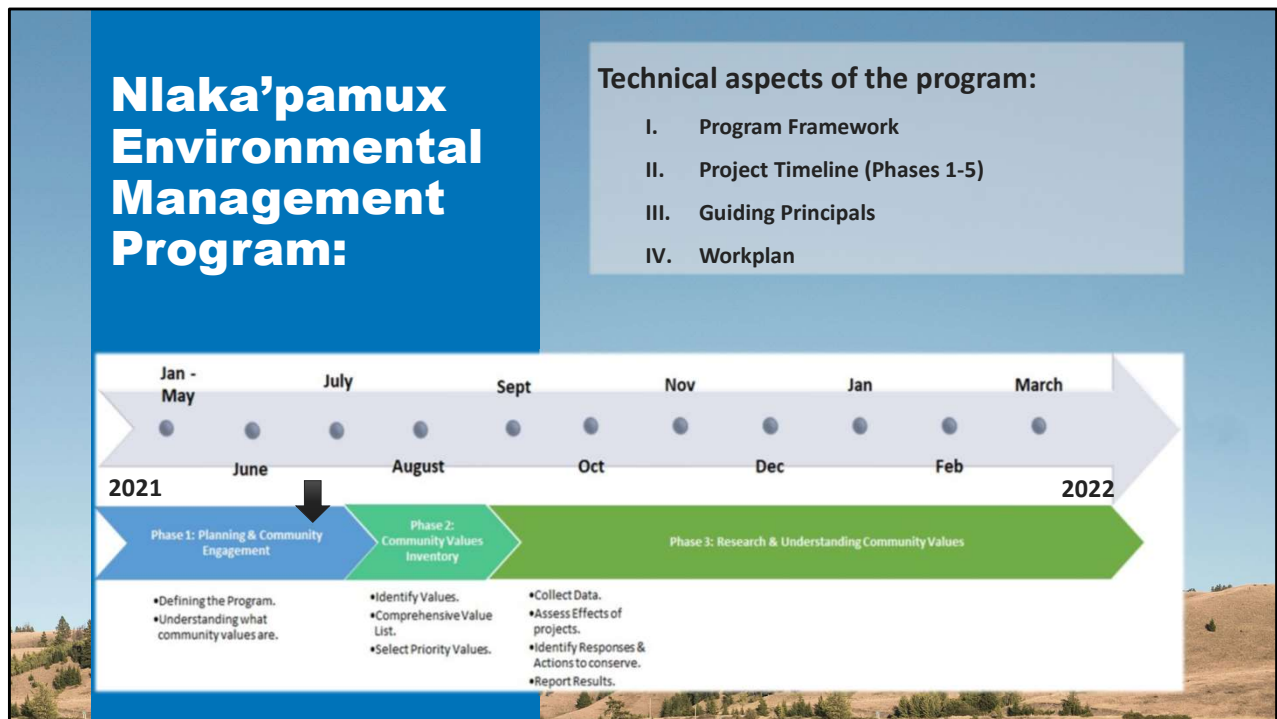 Nlaka’pamux
Environmental
Management
Program:
Technical aspects of the program:
I. Program Framework
II. Project Timeline (Phases 1-5)
III. Guiding Principals
IV. Workplan
Jan -
May
July
Sept
Nov
Jan
March
June
August
Oct
Dec
Feb
2021
2022
Phase 1: Planning & Community
Engagement
Phase 2:
Community Values
Inventory
Phase 3: Research & Understanding Community Values
•Defining the Program.
•Understanding what
community values are.
•Identify Values.
•Comprehensive Value
List.
•Select Priority Values.
•Collect Data.
•Assess Effects of
projects.
•Identify Responses &
Actions to conserve.
•Report Results.